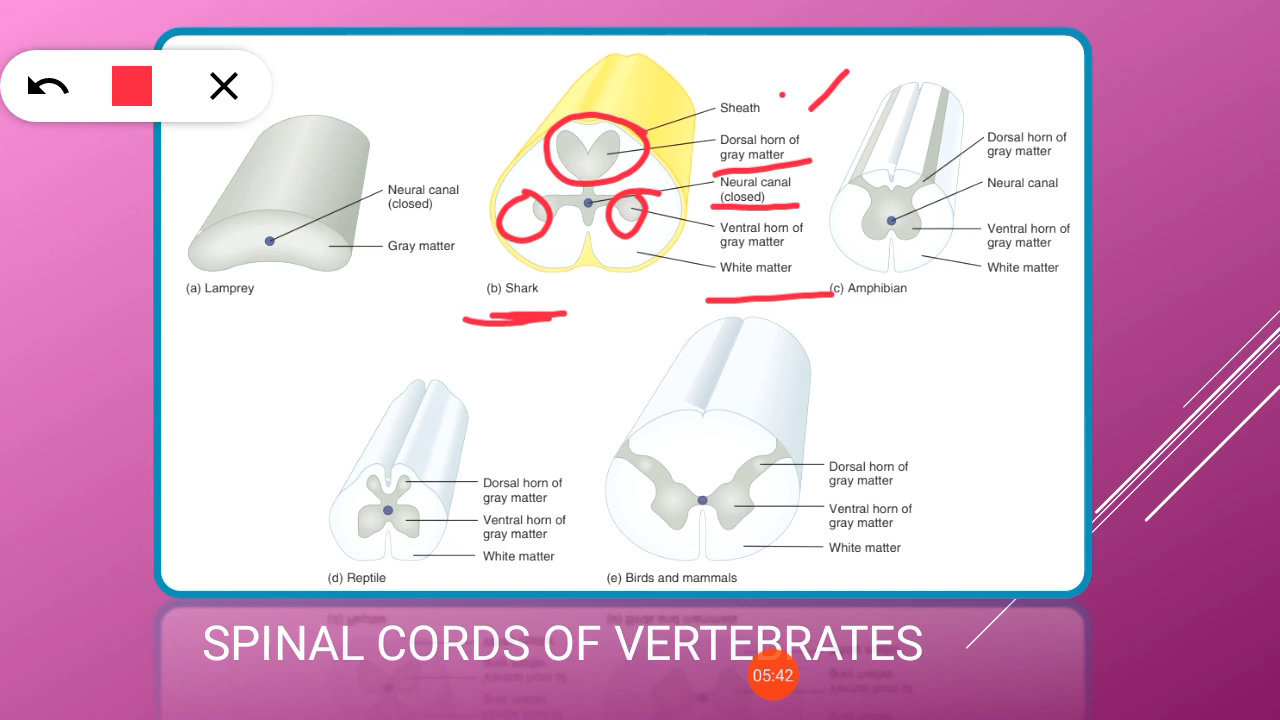 Neural canal
(closed)
Gray matter
(a) Lamprey
Sheath
Dorsal horn of
gray matter
Neural canal
(closed)
Ventral horn of
gray matter
White matter
(b) Shark
Dorsal horn of
gray matter
Neural canal
Ventral horn of
gray matter
White matter
(c) Amphibian
Dorsal horn of
gray matter
Ventral horn of
gray matter
White matter
(d) Reptile
Dorsal horn of
gray matter
Ventral horn of
gray matter
White matter
(e) Birds and mammals
SPINAL CORDS OF VERTEBRATES
05:42